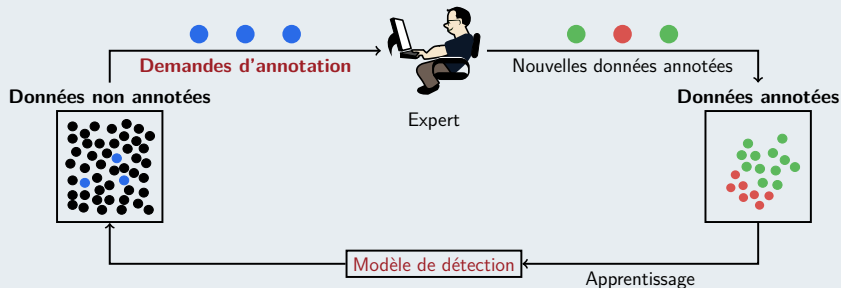 Demandes d'annotation
Nouvelles données annotées
Données non annotées
Données annotées
Expert
Modèle de détection
Apprentissage